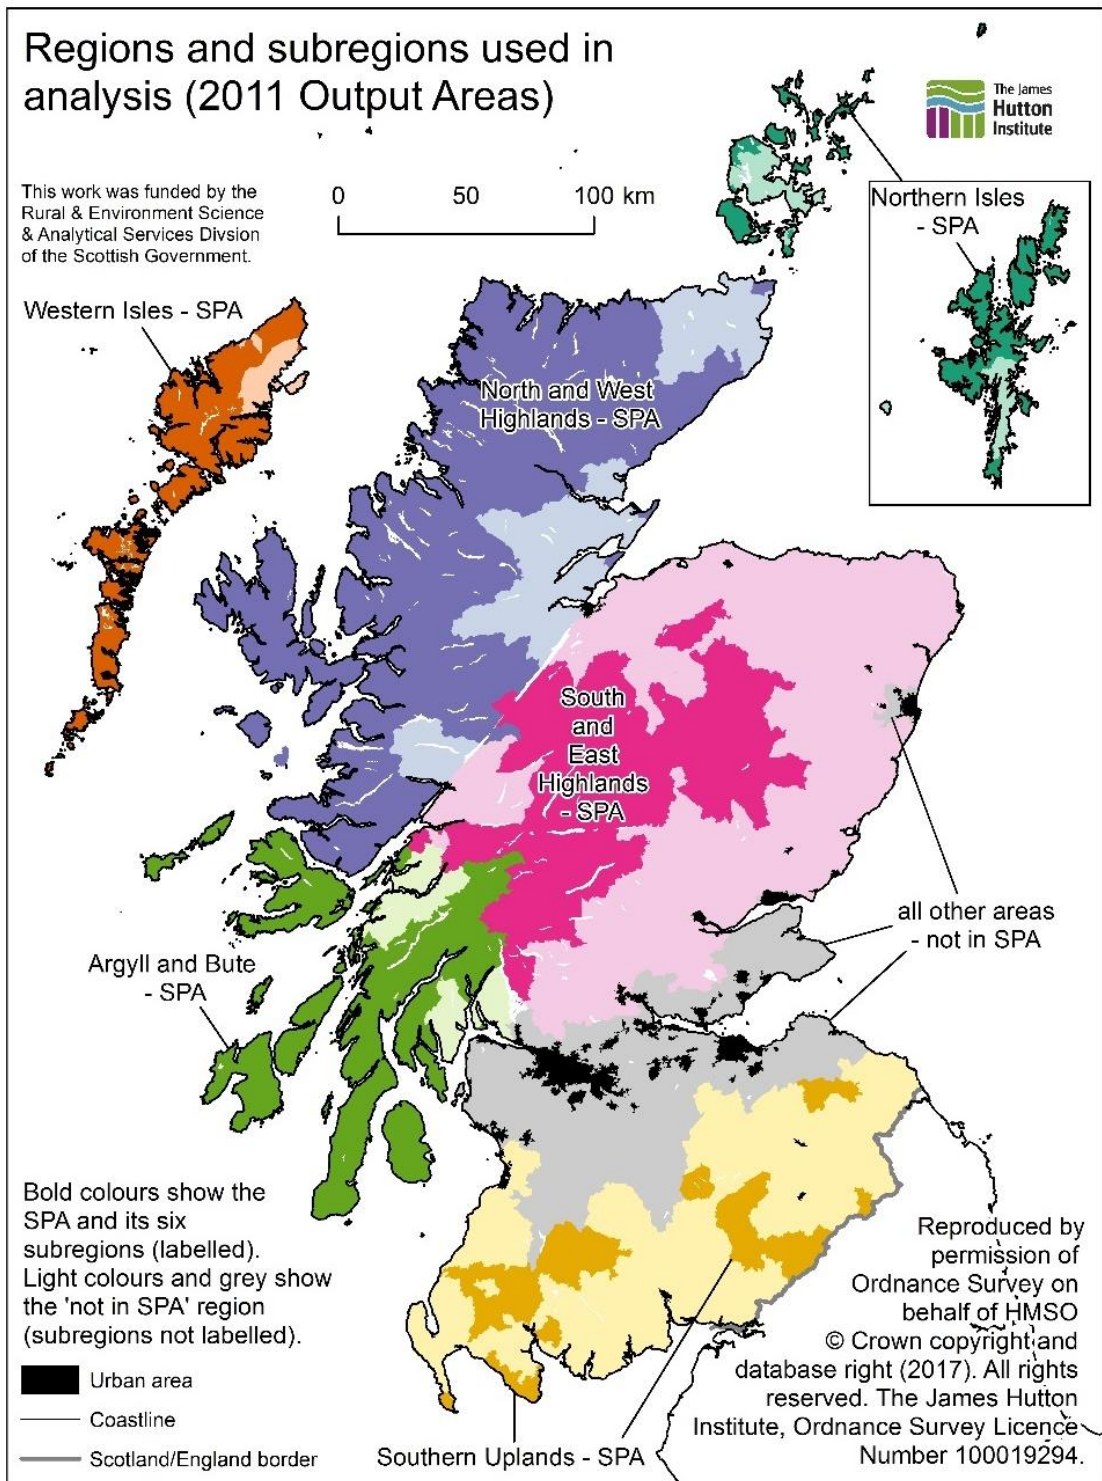 Regions and subregions used in
analysis (2011 Output Areas)
The James
Hutton
Institute
This work was funded by the
Rural & Environment Science
& Analytical Services Divsion
of the Scottish Government.
0 50 100 km
Northern Isles
- SPA
Western Isles - SPA
North and West
Highlands - SPA
South
and
East
Highlands
- SPA
all other areas
- not in SPA
Argyll and Bute
- SPA
Bold colours show the
SPA and its six
subregions (labelled).
Light colours and grey show
the 'not in SPA' region
(subregions not labelled).
Urban area
Coastline
Scotland/England border
Southern Uplands - SPA
Reproduced by
permission of
Ordnance Survey on
behalf of HMSO
© Crown copyright and
database right (2017). All rights
reserved. The James Hutton
Institute, Ordnance Survey Licence
Number 100019294.